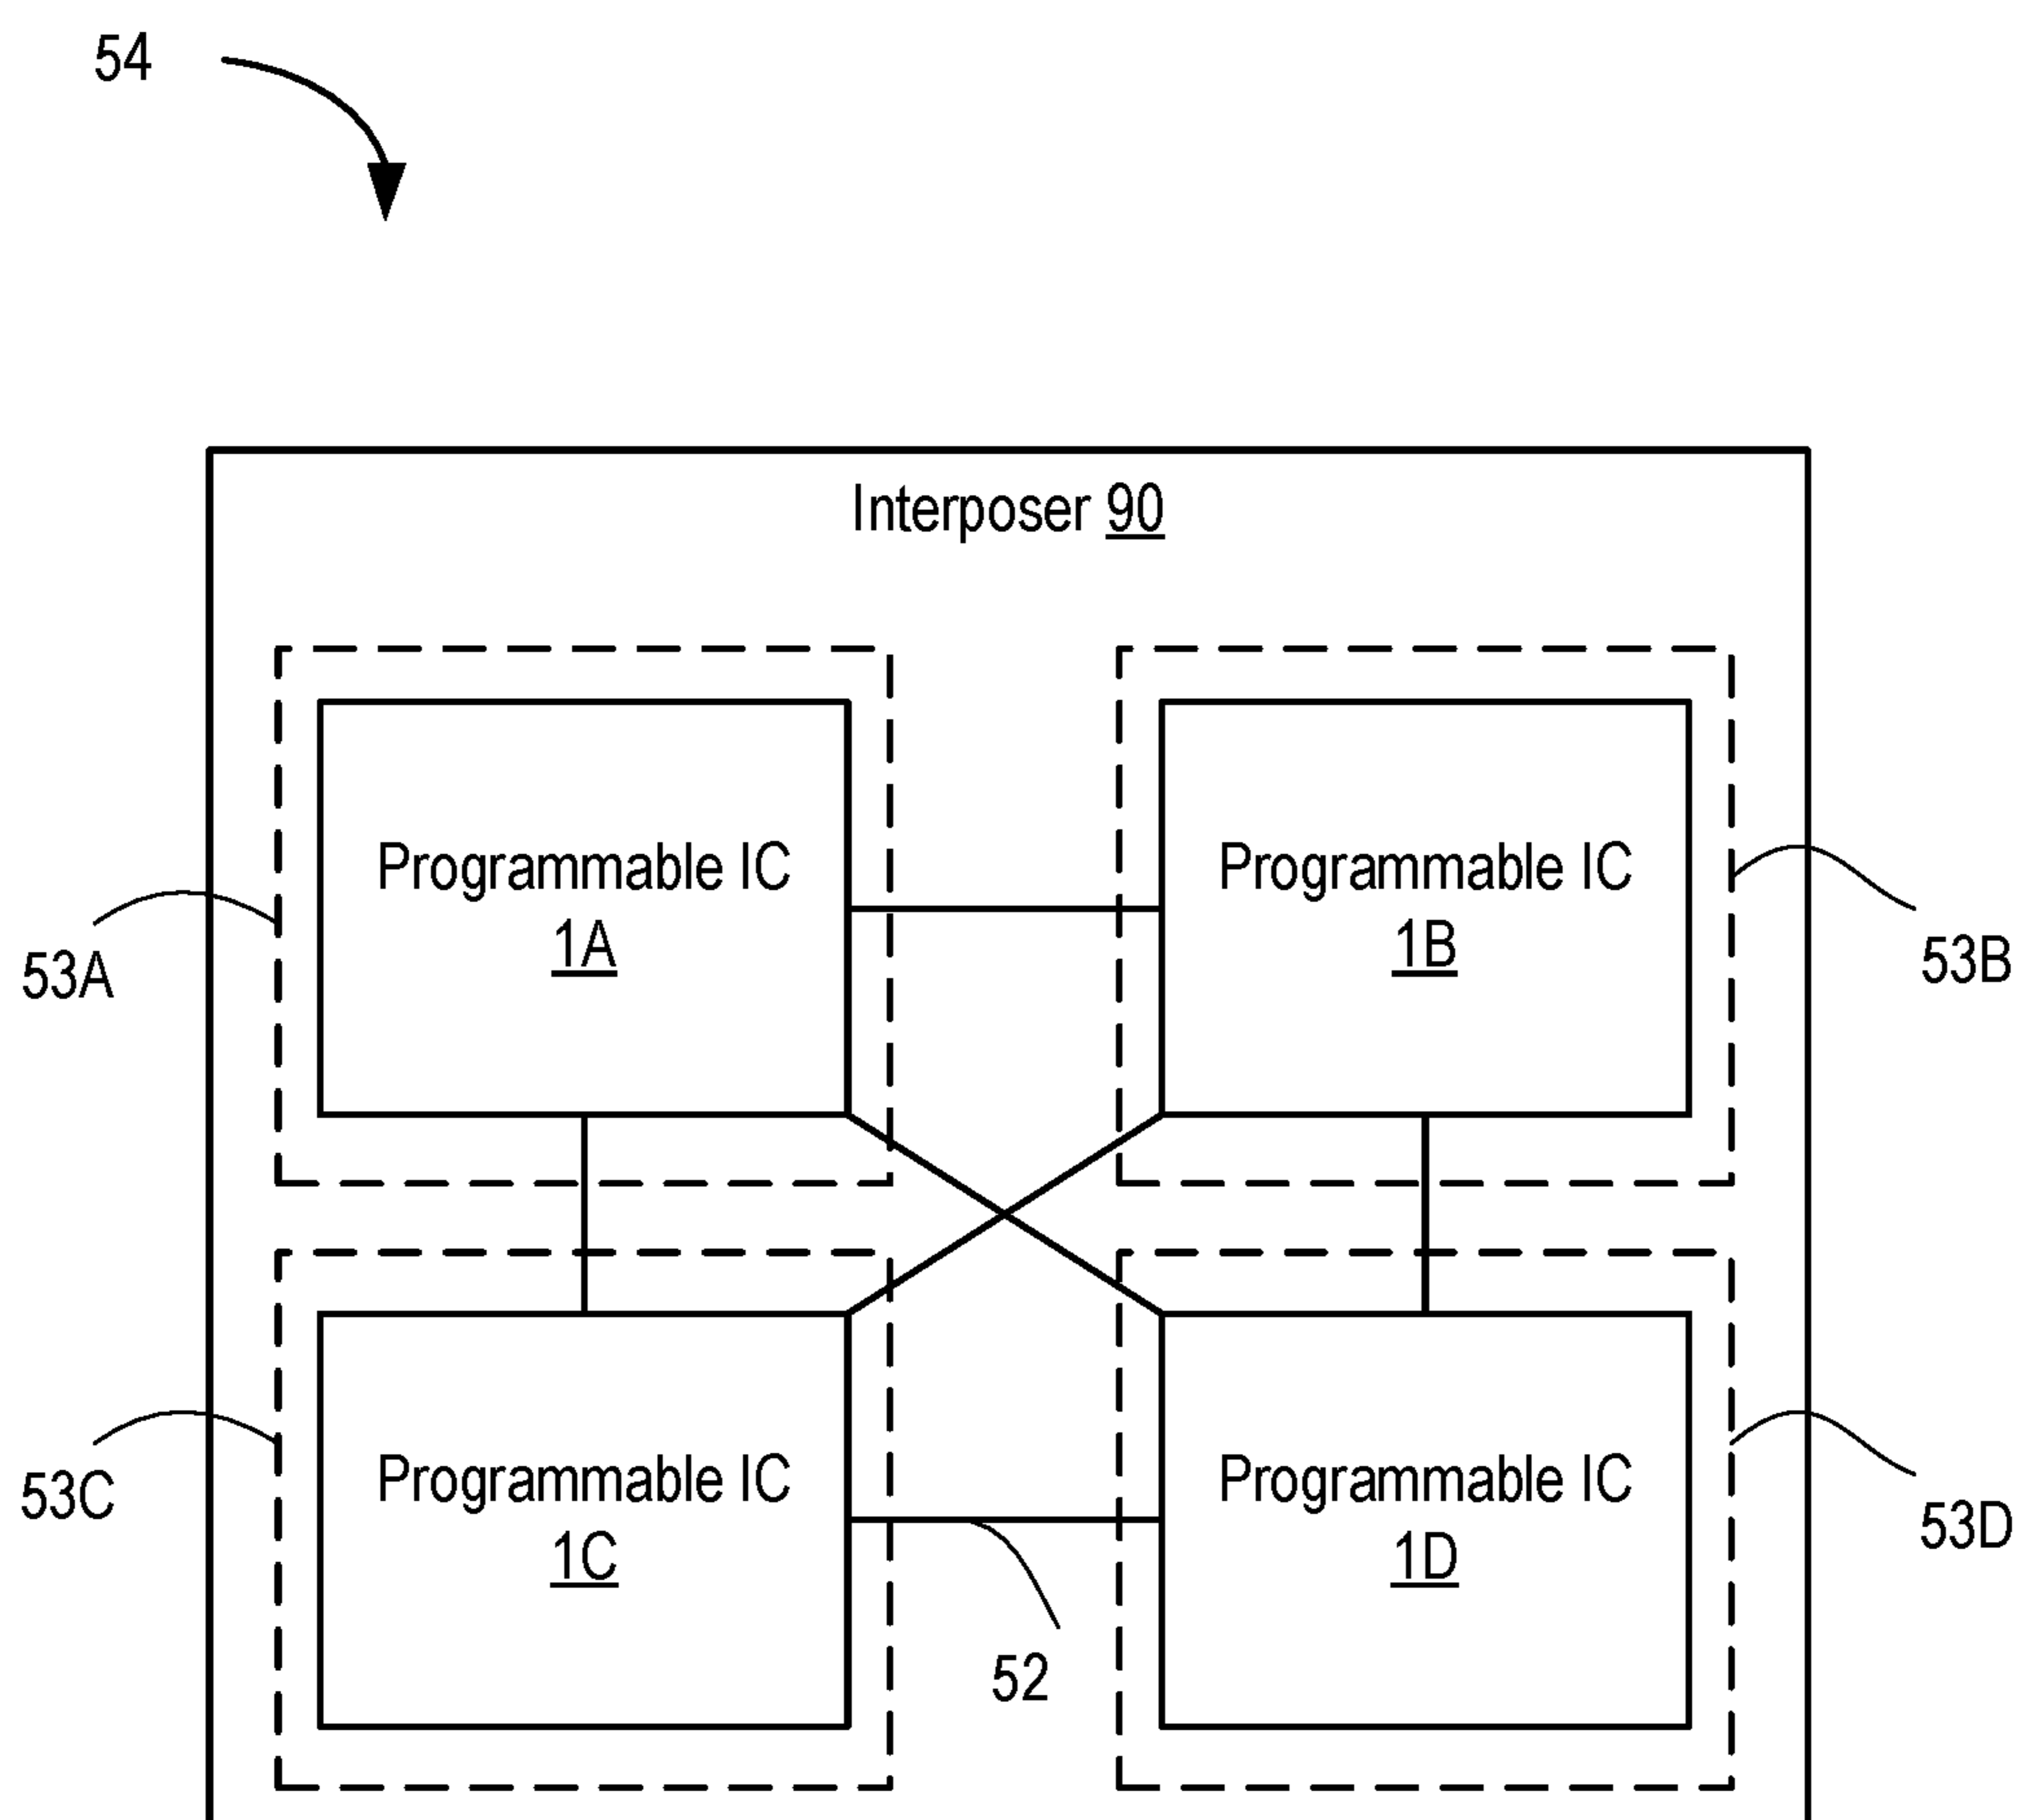 54
Interposer 90
Programmable IC
1A
Programmable IC
1B
53A
53B
Programmable IC
1C
Programmable IC
1D
53C
53D
52